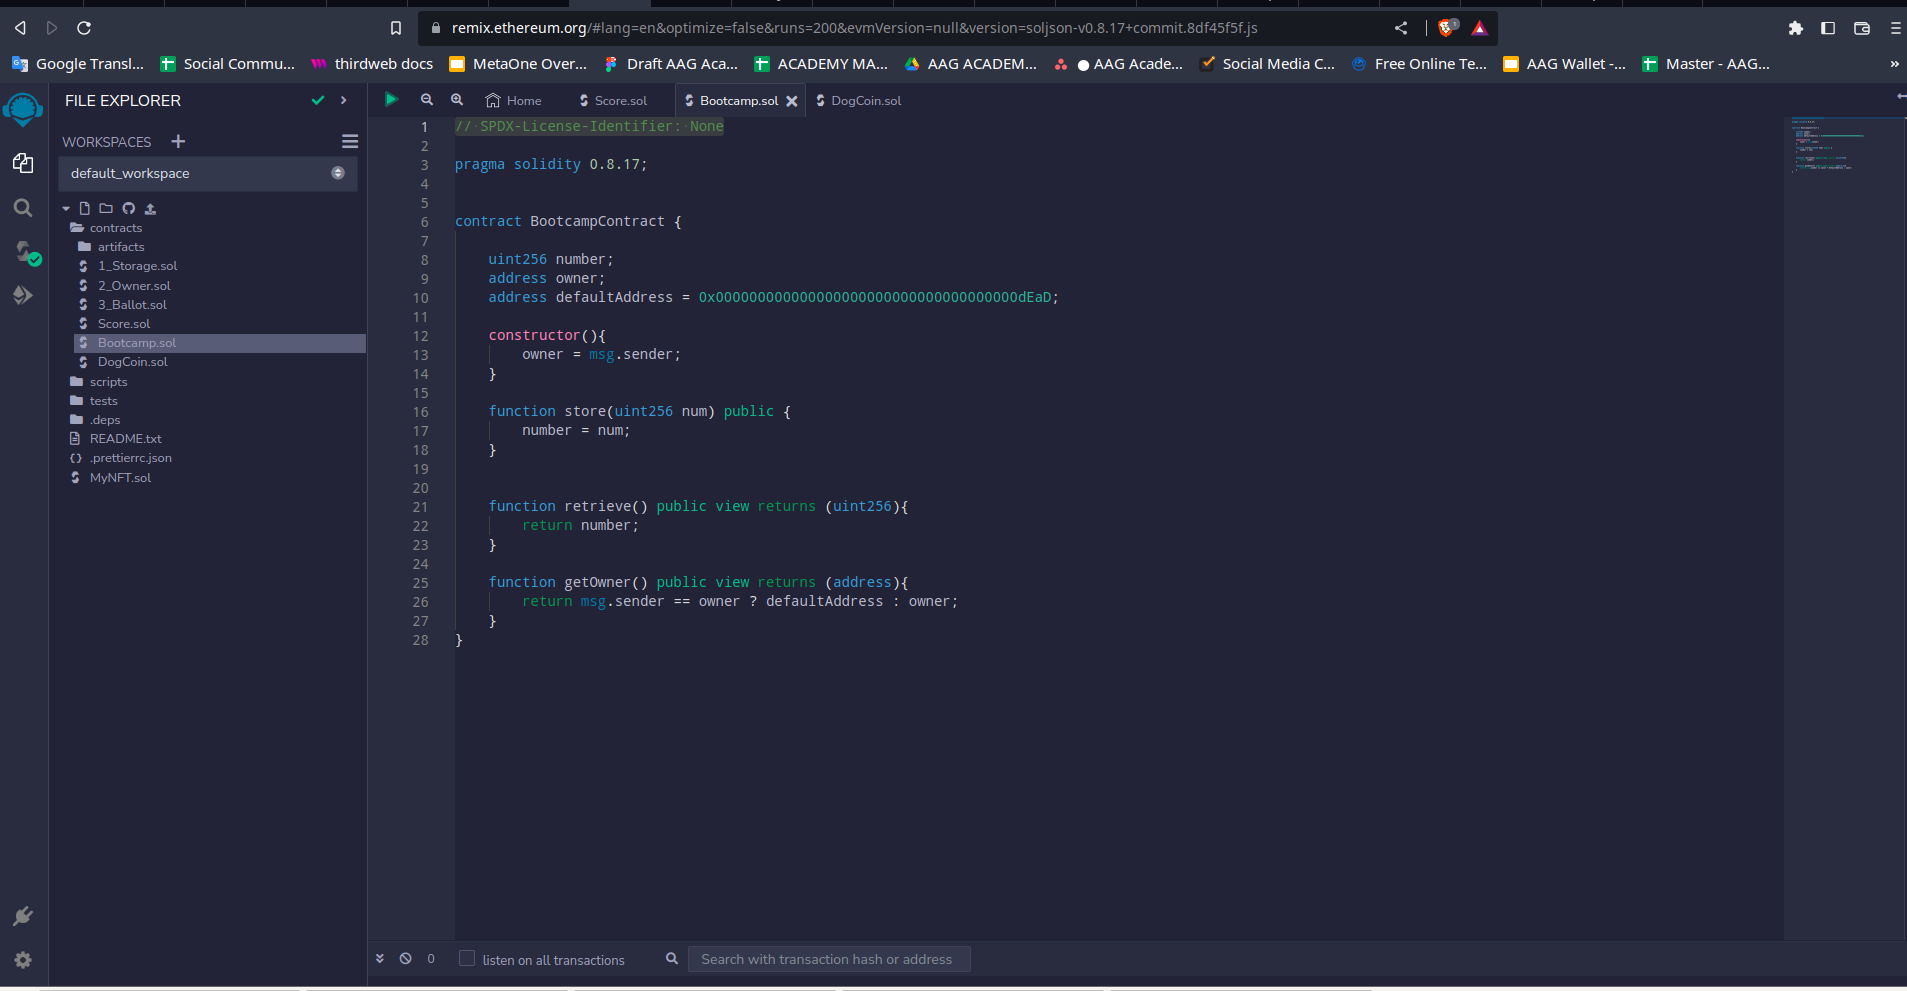 remix.ethereum.org/#lang=en&optimize=false&runs=200&evmVersion=null&version=soljson-v0.8.17+commit.8df45f5f.js
1
Google Transl... Social Commu... thirdweb docs MetaOne Over... Draft AAG Aca... ACADEMY MA... AAG ACADEM... AAG Acade... Social Media C... Free Online Te... AAG Wallet -... Master - AAG... »
FILE EXPLORER
WORKSPACES
default_workspace
contracts
artifacts
1_Storage.sol
2_Owner.sol
3_Ballot.sol
Score.sol
Bootcamp.sol
DogCoin.sol
scripts
tests
.deps
README.txt
.prettierrc.json
MyNFT.sol
Home Score.sol Bootcamp.sol DogCoin.sol
1 // SPDX-License-Identifier: None
2
3 pragma solidity 0.8.17;
4
5
6 contract BootcampContract {
7
8 uint256 number;
9 address owner;
10 address defaultAddress = 0x000000000000000000000000000000000000dEaD;
11
12 constructor(){
13 owner = msg.sender;
14 }
15
16 function store(uint256 num) public {
17 number = num;
18 }
19
20
21 function retrieve() public view returns (uint256){
22 return number;
23 }
24
25 function getOwner() public view returns (address){
26 return msg.sender == owner ? defaultAddress : owner;
27 }
28 }
0 listen on all transactions Search with transaction hash or address